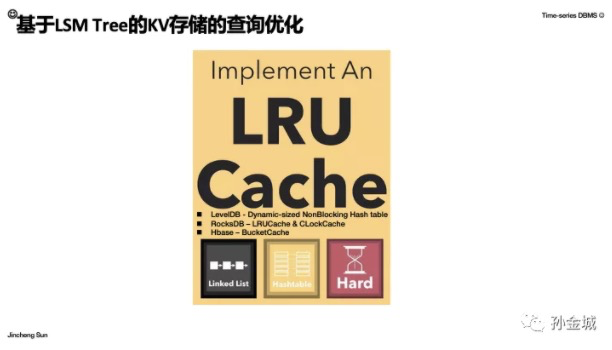 基于LSM Tree的KV存储的查询优化
Time-series DBMS
Implement An
LRU
Cache
LevelDB - Dynamic-sized NonBlocking Hash table
RocksDB – LRUCache & CLockCache
Hbase – BucketCache
Linked List
Hashtable
Hard
Jincheng Sun
孙金城